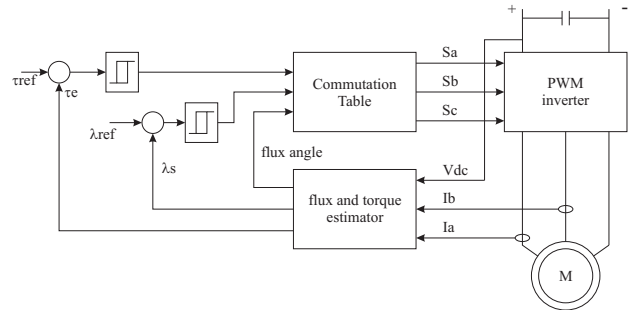 + -
Sa
τref
τe
Commutation
Table
Sb
PWM
inverter
λref
Sc
flux angle
λs
Vdc
flux and torque
estimator
Ib
Ia
M